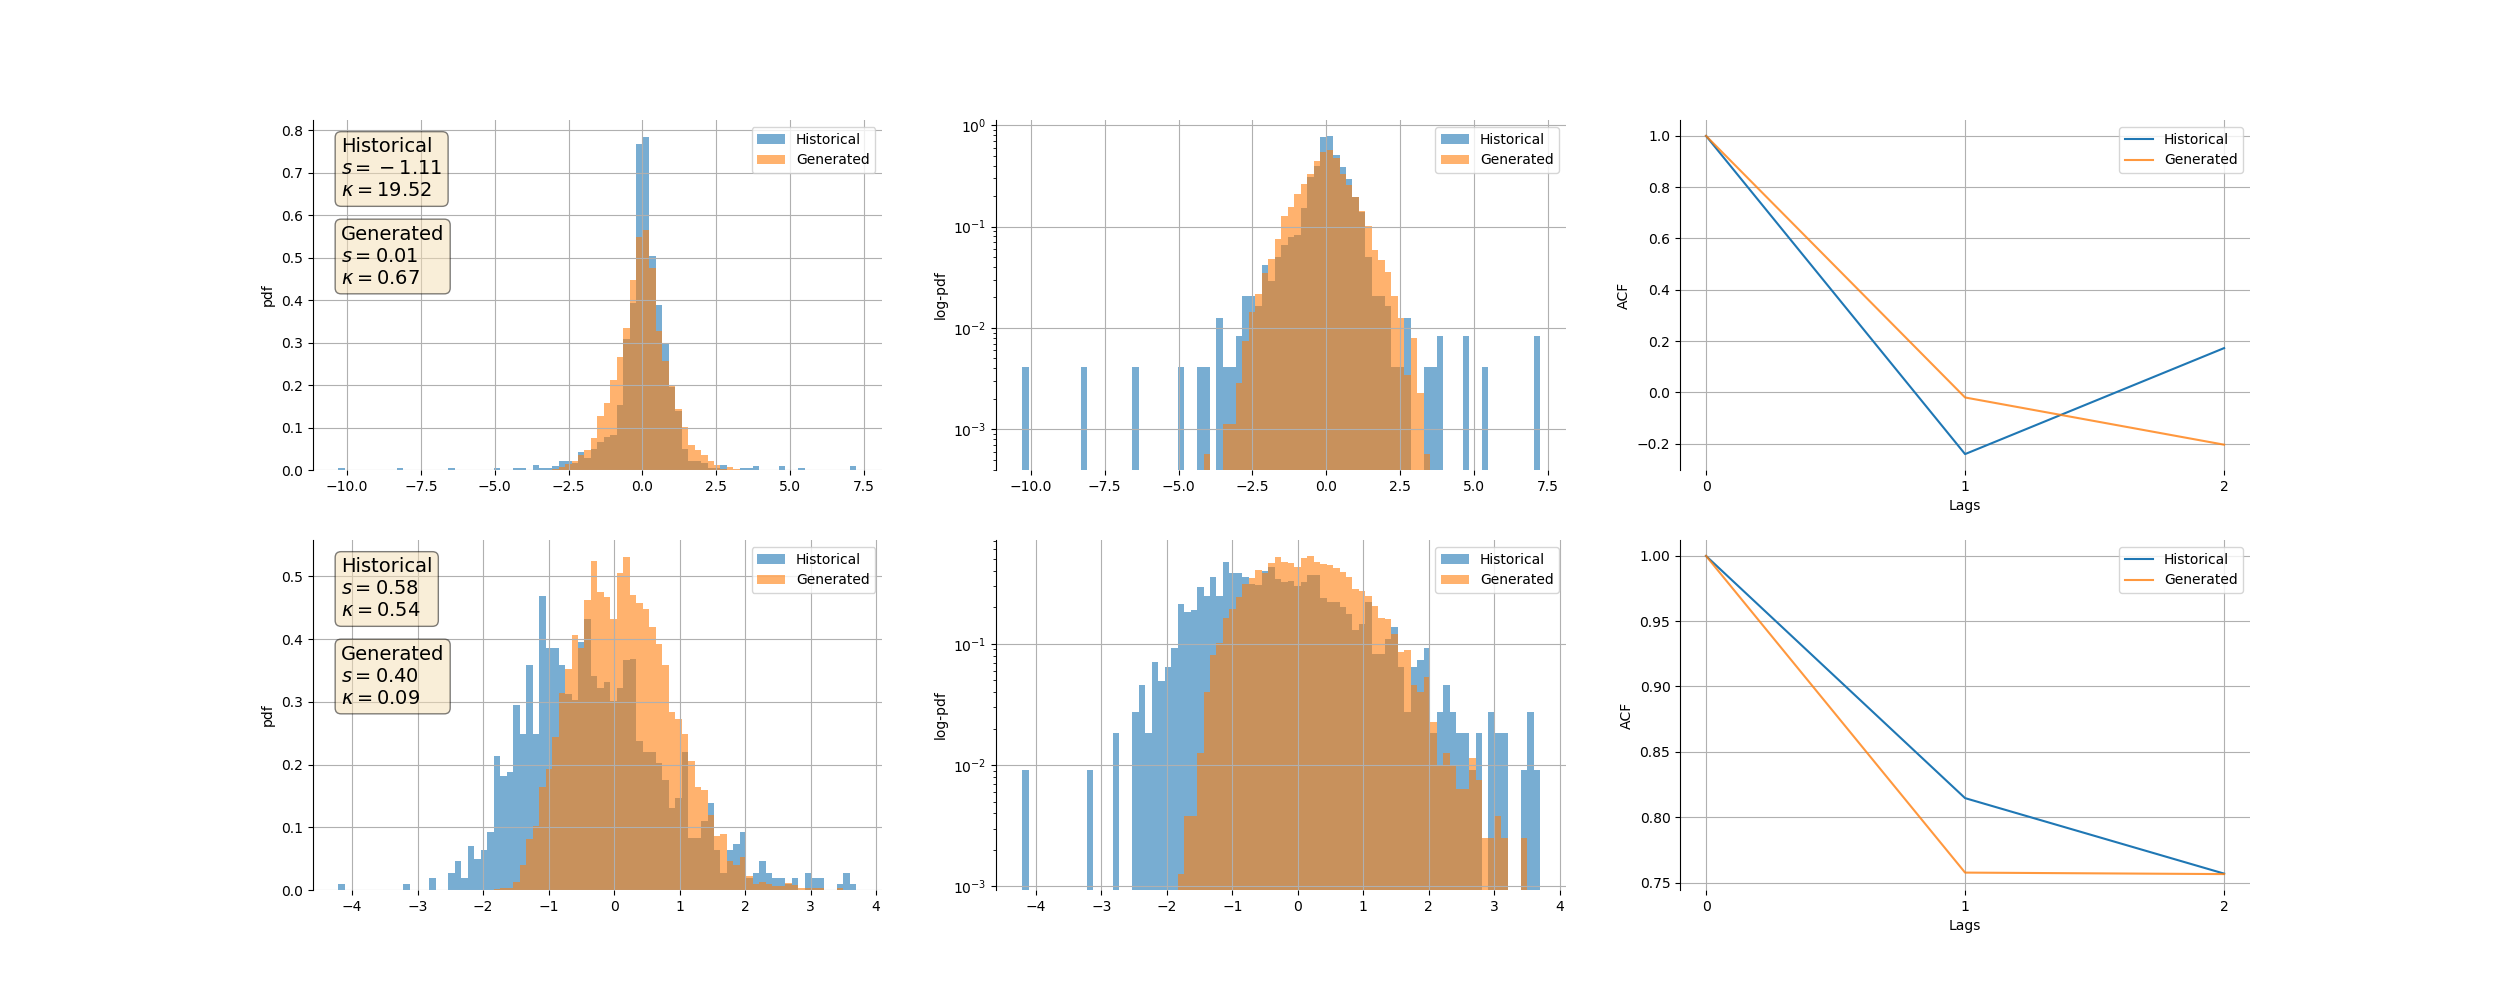 Historical
s = −1.11
κ = 19.52
Generated
s = 0.01
κ = 0.67
Historical
Generated
pdf
0.8
0.7
0.6
0.5
0.4
0.3
0.2
0.1
0.0
−10.0 −7.5 −5.0 −2.5 0.0 2.5 5.0 7.5
Historical
Generated
log-pdf
10⁰
10⁻¹
10⁻²
10⁻³
−10.0 −7.5 −5.0 −2.5 0.0 2.5 5.0 7.5
Historical
Generated
ACF
1.0
0.8
0.6
0.4
0.2
0.0
−0.2
0 1 2
Lags
Historical
s = 0.58
κ = 0.54
Generated
s = 0.40
κ = 0.09
Historical
Generated
pdf
0.5
0.4
0.3
0.2
0.1
0.0
−4 −3 −2 −1 0 1 2 3 4
Historical
Generated
log-pdf
10⁻¹
10⁻²
10⁻³
−4 −3 −2 −1 0 1 2 3 4
Historical
Generated
ACF
1.00
0.95
0.90
0.85
0.80
0.75
0 1 2
Lags